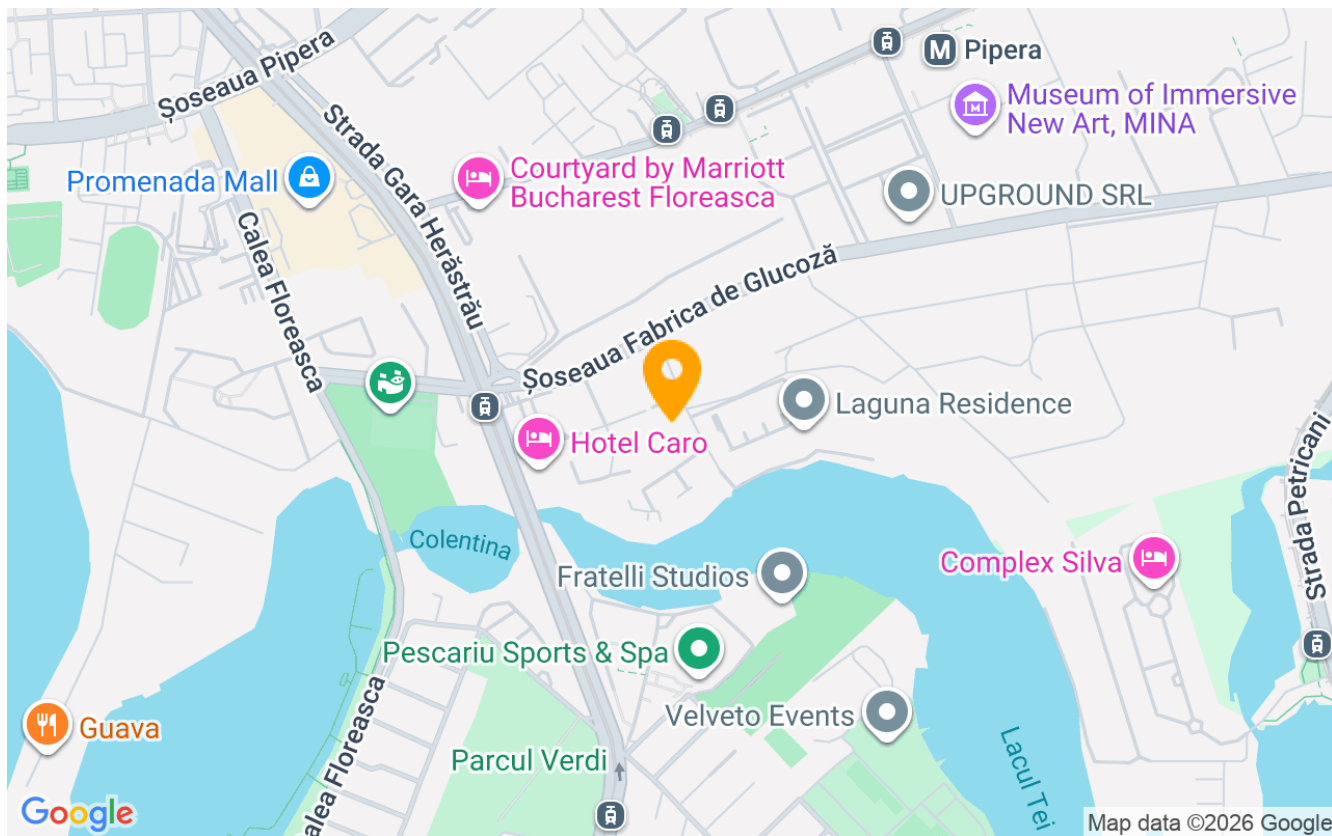 Șoseaua Pipera
Pipera
Museum of Immersive
New Art, MINA
Strada Gara Herăstrău
Promenada Mall
Courtyard by Marriott
Bucharest Floreasca
UPGROUND SRL
Calea Floreasca
Șoseaua Fabrica de Glucoză
Laguna Residence
Hotel Caro
Strada Petricani
Colentina
Complex Silva
Fratelli Studios
Pescariu Sports & Spa
Velveto Events
Guava
Calea Floreasca
Parcul Verdi
Lacul Tei
Google
Map data ©2026 Google